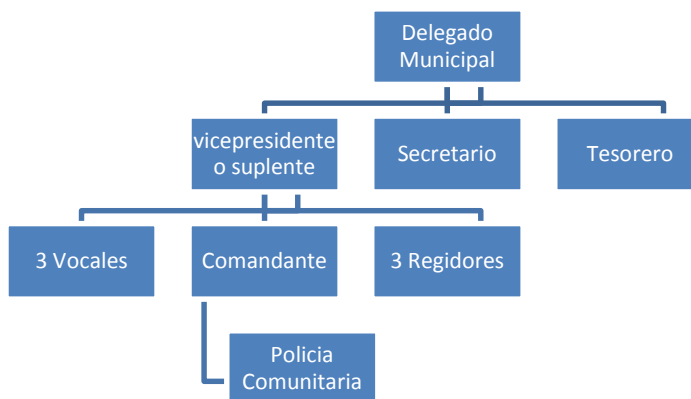 Delegado
Municipal
vicepresidente
o suplente
Secretario
Tesorero
3 Vocales
Comandante
3 Regidores
Policia
Comunitaria